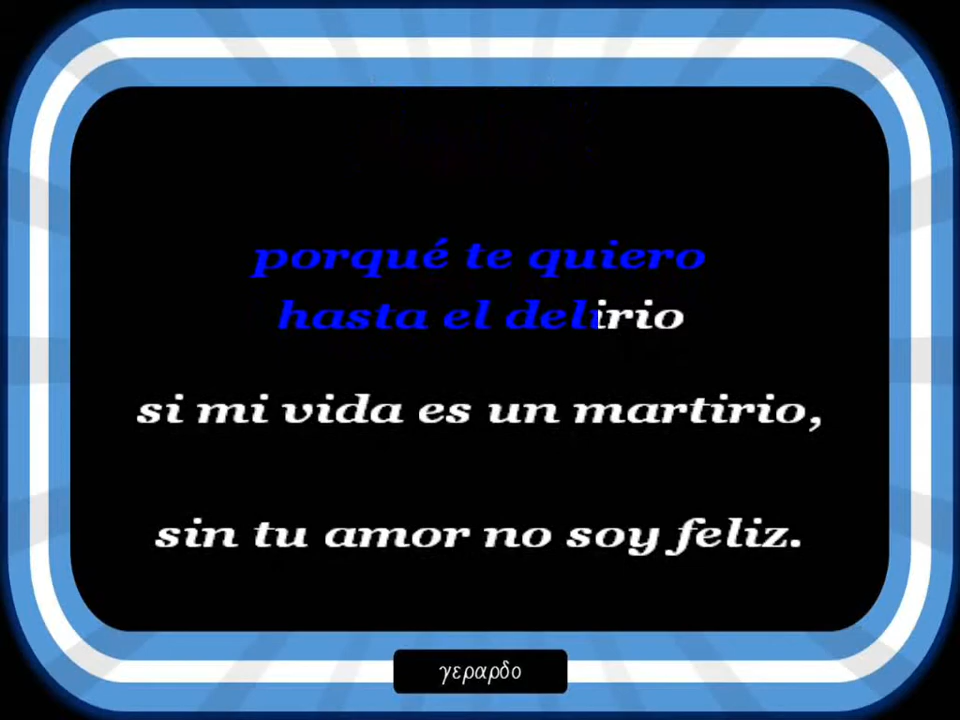 porqué te quiero
hasta el delirio
si mi vida es un martirio,
sin tu amor no soy feliz.
γεραρδο